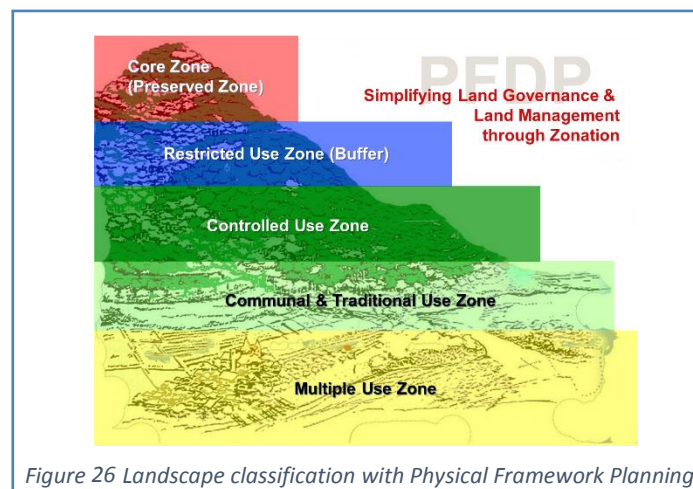 PFDP
Core Zone
(Preserved Zone)
Simplifying Land Governance &
Land Management
through Zonation
Restricted Use Zone (Buffer)
Controlled Use Zone
Communal & Traditional Use Zone
Multiple Use Zone
Figure 26 Landscape classification with Physical Framework Planning